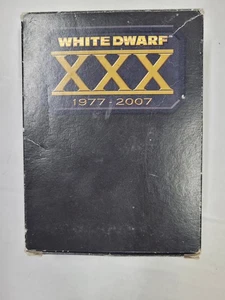 WHITE DWARF
XXX
1977 - 2007